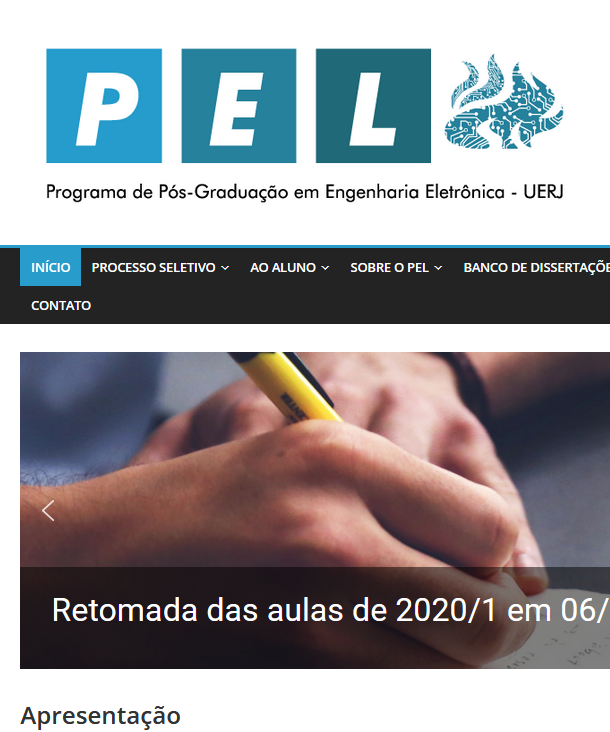 PEL
Programa de Pós-Graduação em Engenharia Eletrônica - UERJ
INÍCIO PROCESSO SELETIVO AO ALUNO SOBRE O PEL BANCO DE
CONTATO
Retomada das aulas de 2020/1 em 06/
Apresentação